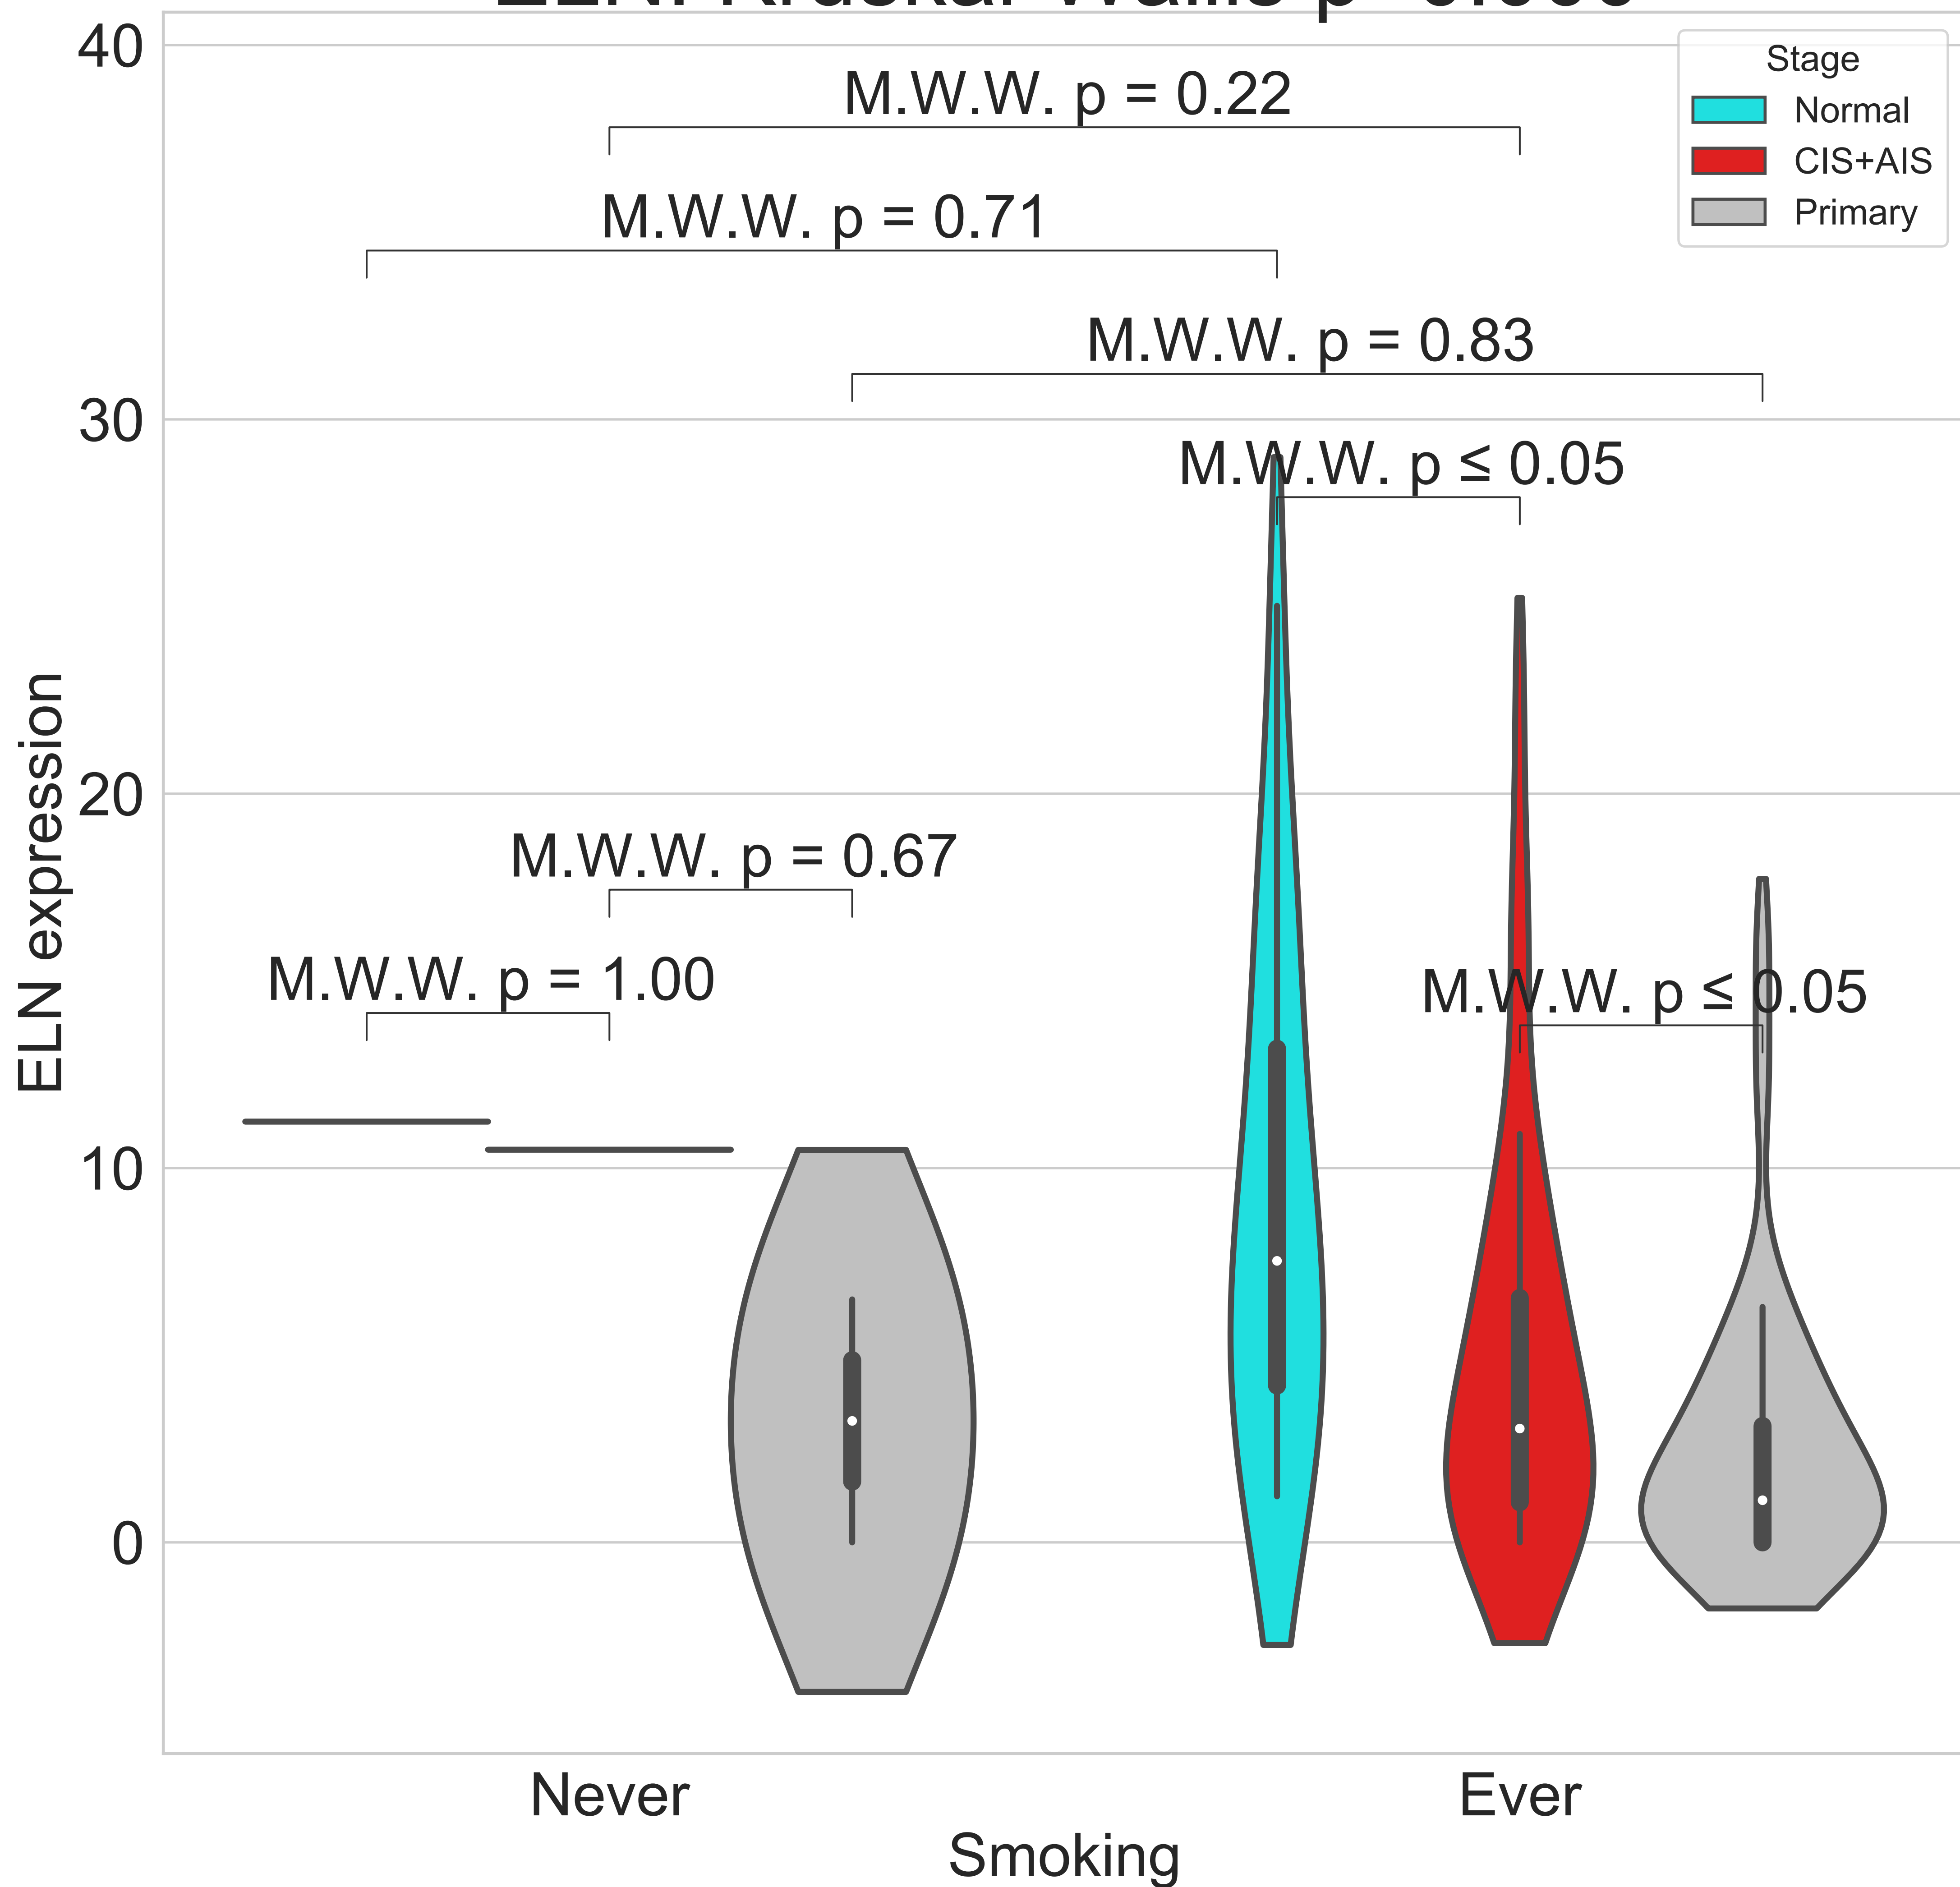 40
Stage
Normal
CIS+AIS
Primary
M.W.W. p = 0.22
M.W.W. p = 0.71
M.W.W. p = 0.83
30
M.W.W. p ≤ 0.05
20
M.W.W. p = 0.67
M.W.W. p = 1.00
M.W.W. p ≤ 0.05
10
0
ELN expression
Never
Ever
Smoking